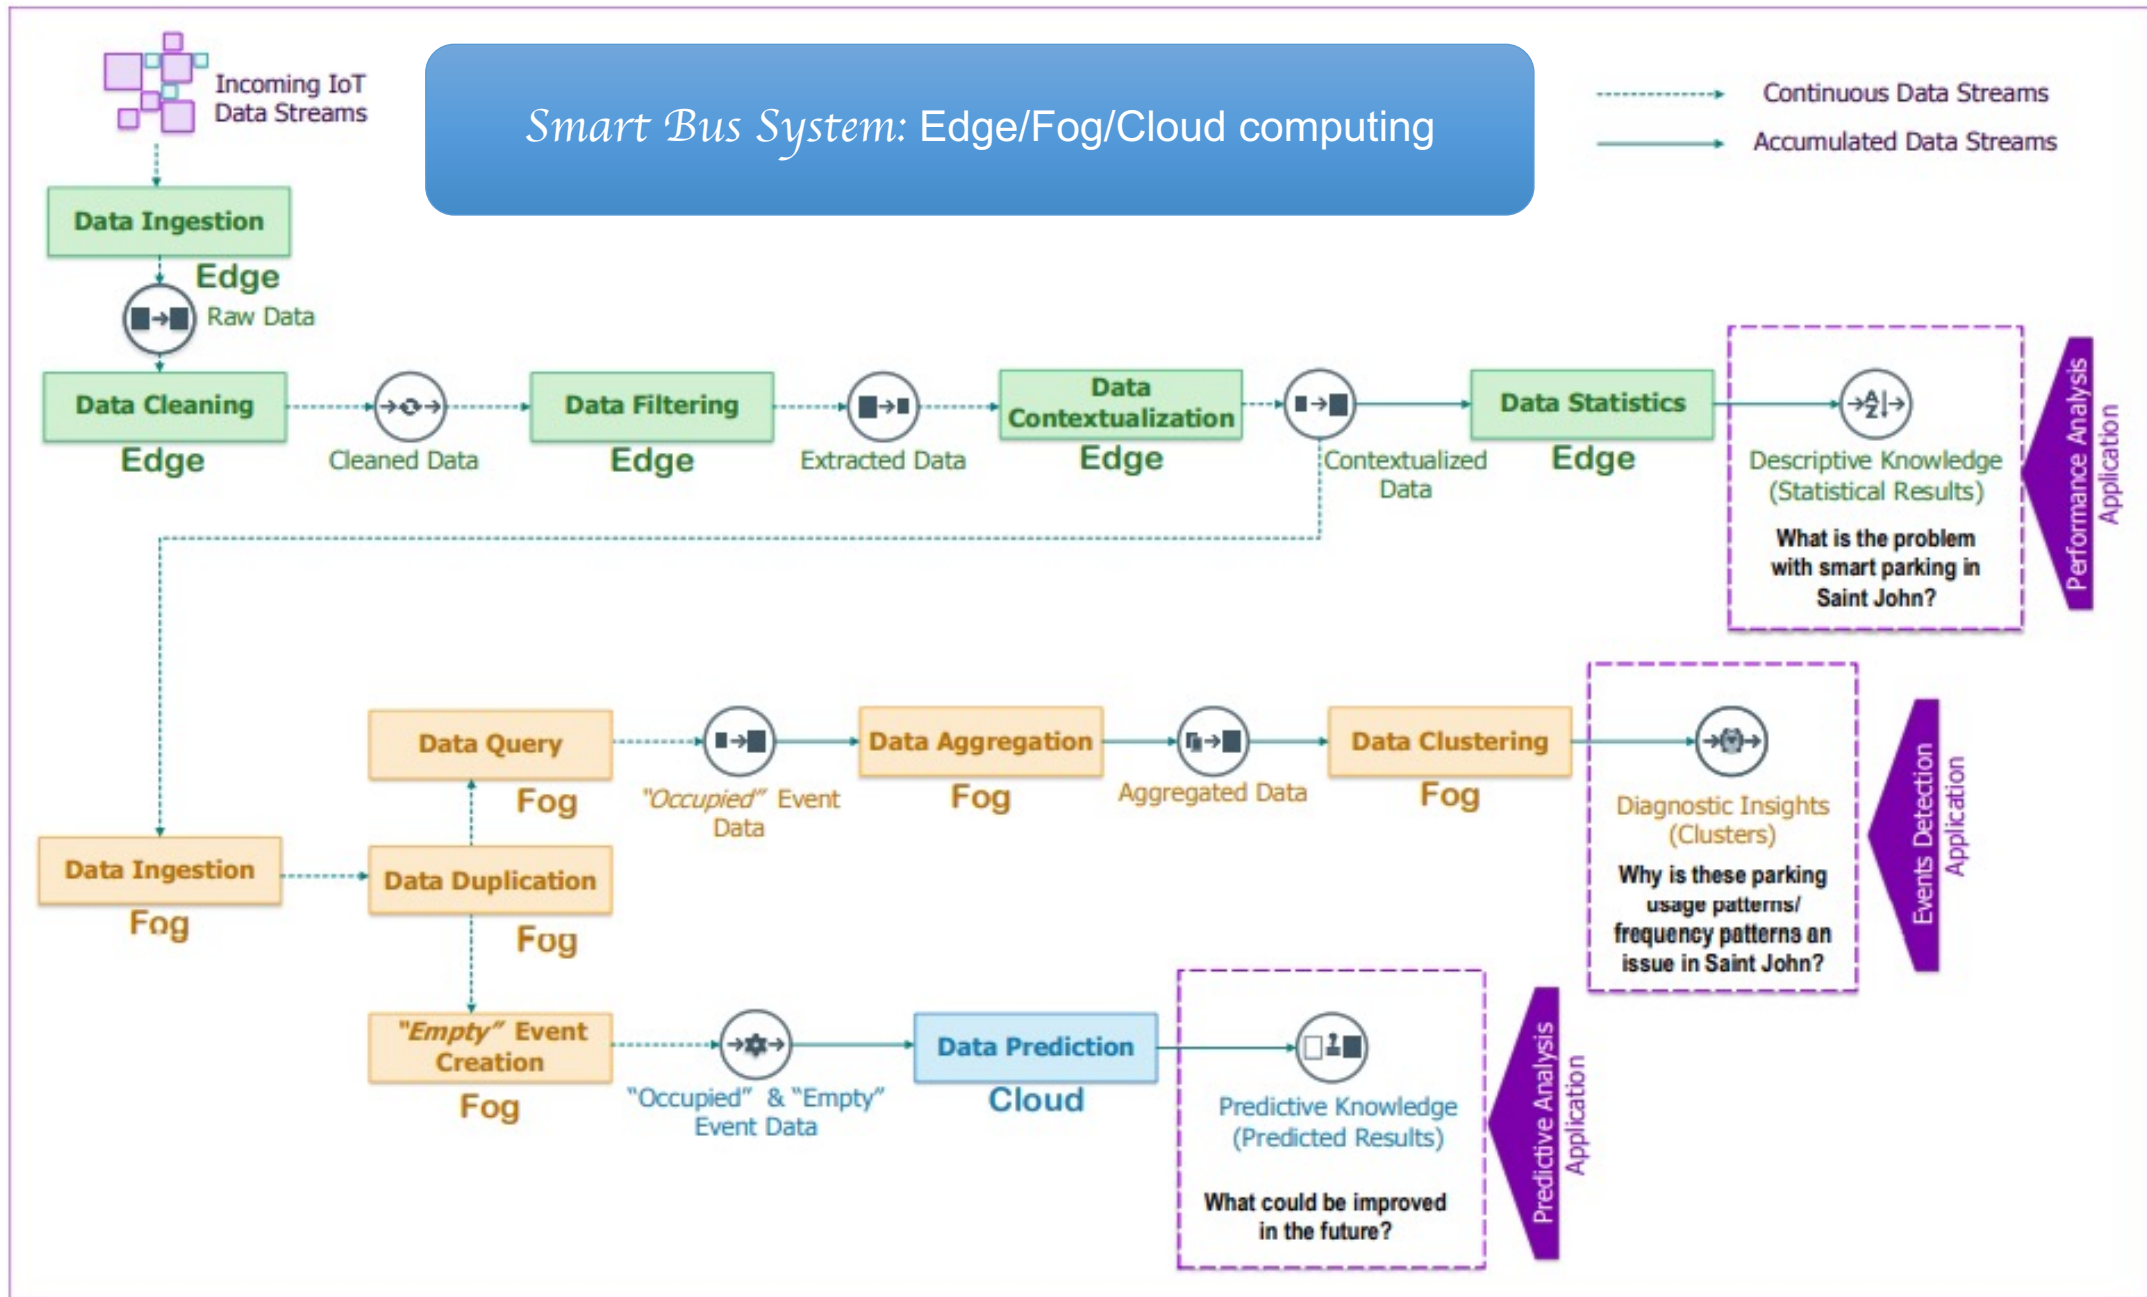 Incoming IoT
Data Streams
Smart Bus System: Edge/Fog/Cloud computing
Continuous Data Streams
Accumulated Data Streams
Data Ingestion
Edge
Raw Data
Data Cleaning
Edge
Cleaned Data
Data Filtering
Edge
Extracted Data
Data
Contextualization
Edge
Contextualized
Data
Data Statistics
Edge
A
Z
Descriptive Knowledge
(Statistical Results)
What is the problem
with smart parking in
Saint John?
Performance Analysis
Application
Data Query
Fog
"Occupied" Event
Data
Data Aggregation
Fog
Aggregated Data
Data Clustering
Fog
Diagnostic Insights
(Clusters)
Why is these parking
usage patterns/
frequency patterns an
issue in Saint John?
Events Detection
Application
Data Ingestion
Fog
Data Duplication
Fog
"Empty" Event
Creation
Fog
"Occupied" & "Empty"
Event Data
Data Prediction
Cloud
Predictive Knowledge
(Predicted Results)
What could be improved
in the future?
Predictive Analysis
Application